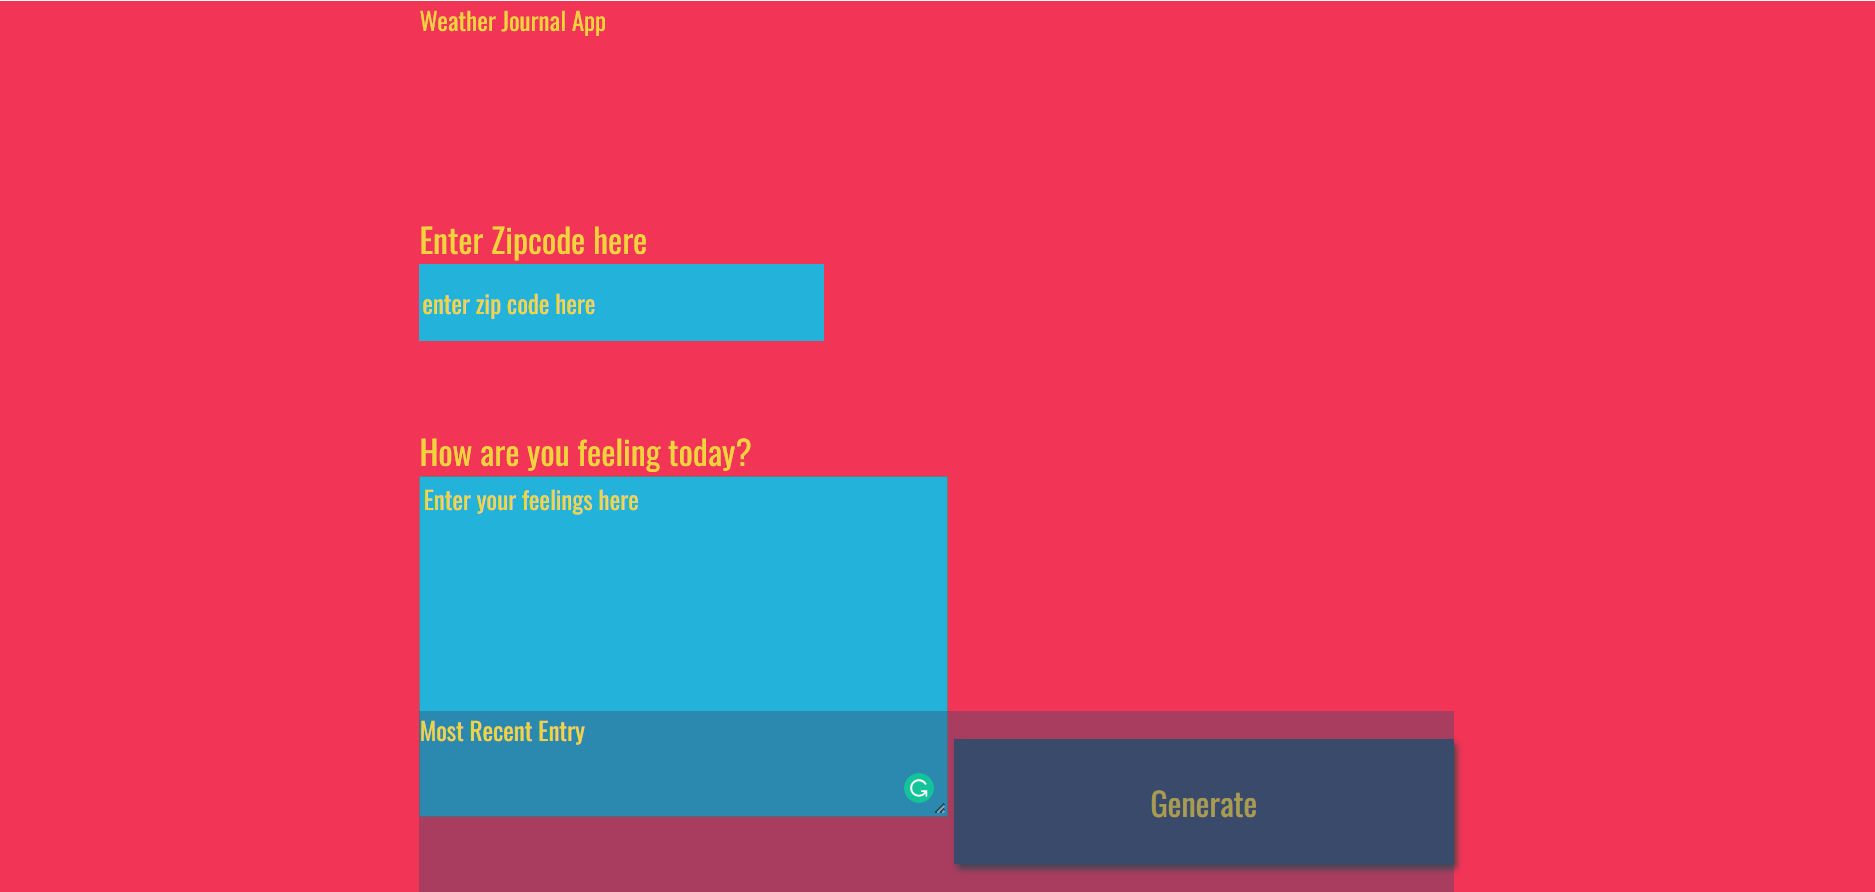 Weather Journal App
Enter Zipcode here
enter zip code here
How are you feeling today?
Enter your feelings here
Most Recent Entry
Generate